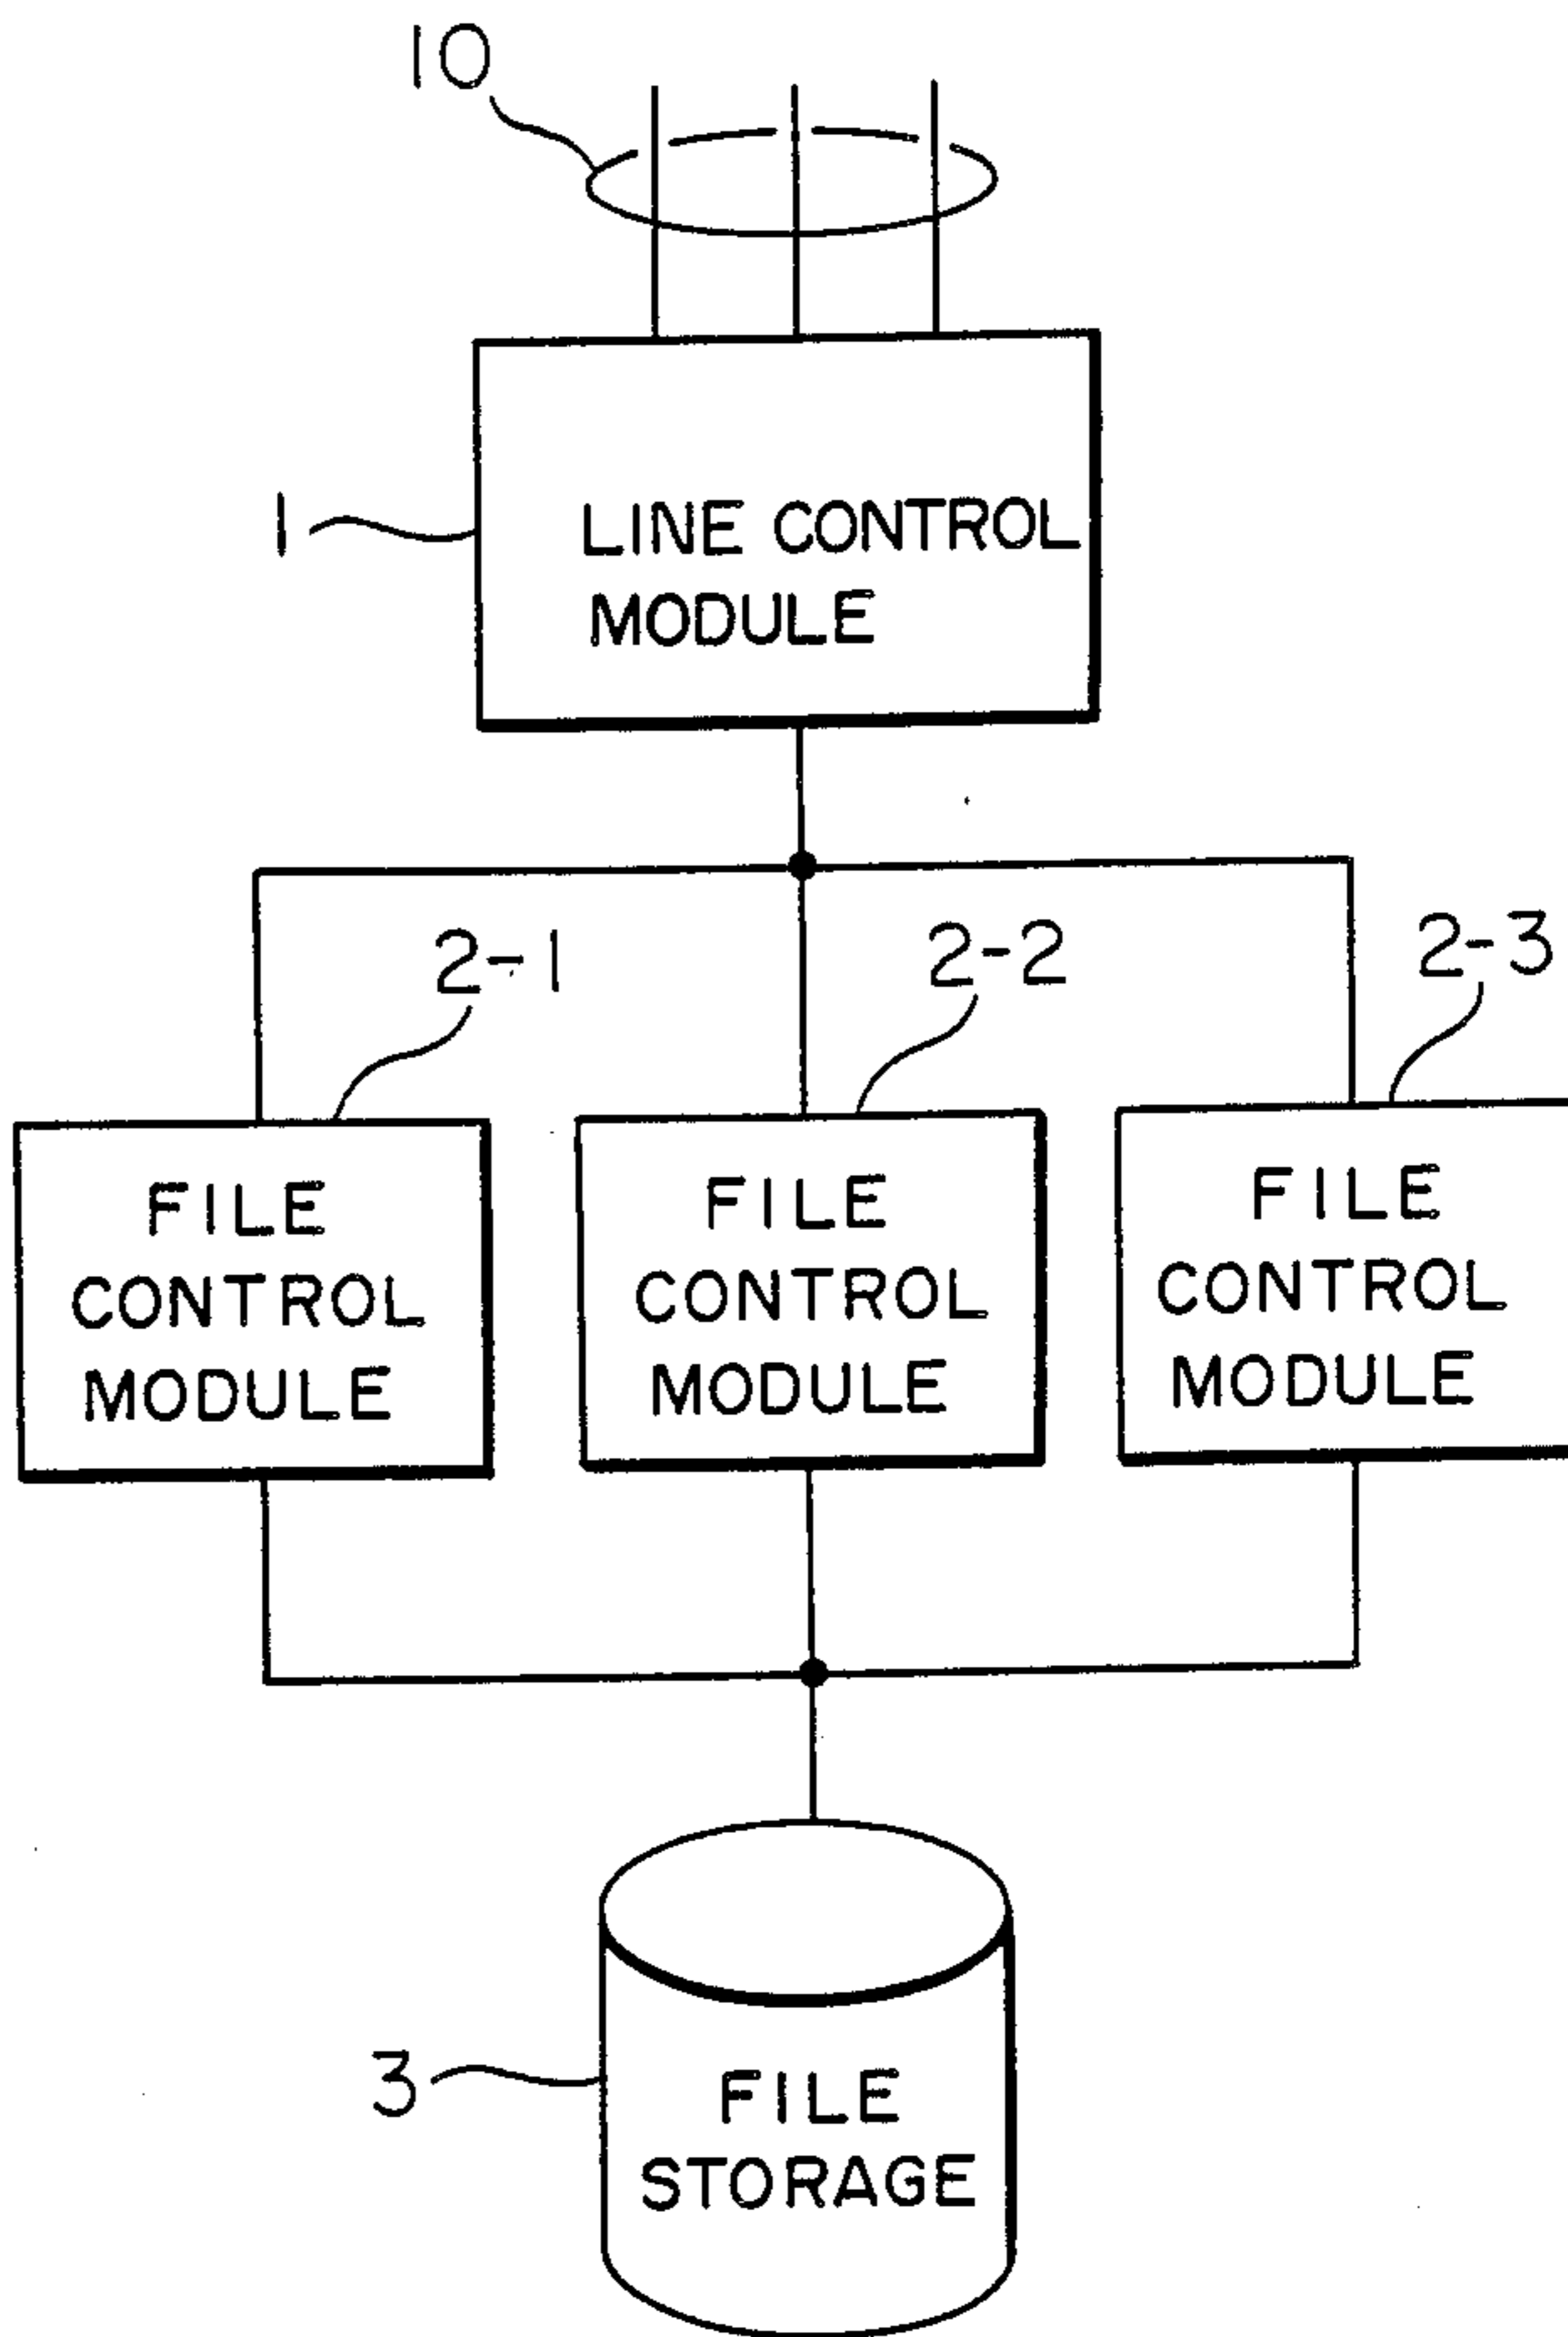 10
1
LINE CONTROL
MODULE
2-1
2-2
2-3
FILE
CONTROL
MODULE
FILE
CONTROL
MODULE
FILE
CONTROL
MODULE
3
FILE
STORAGE